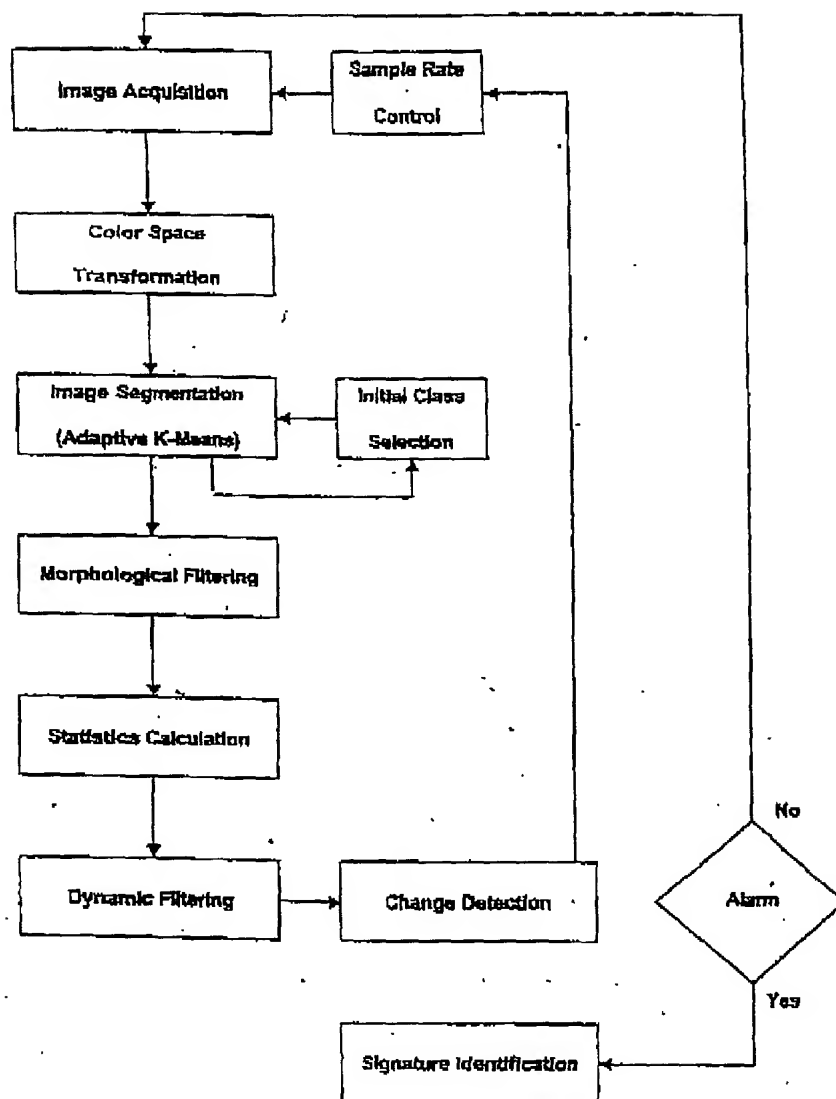 Image Acquisition
Sample Rate
Control
Color Space
Transformation
Image Segmentation
(Adaptive K-Means)
Initial Class
Selection
Morphological Filtering
Statistics Calculation
Dynamic Filtering
Change Detection
No
Alarm
Yes
Signature Identification